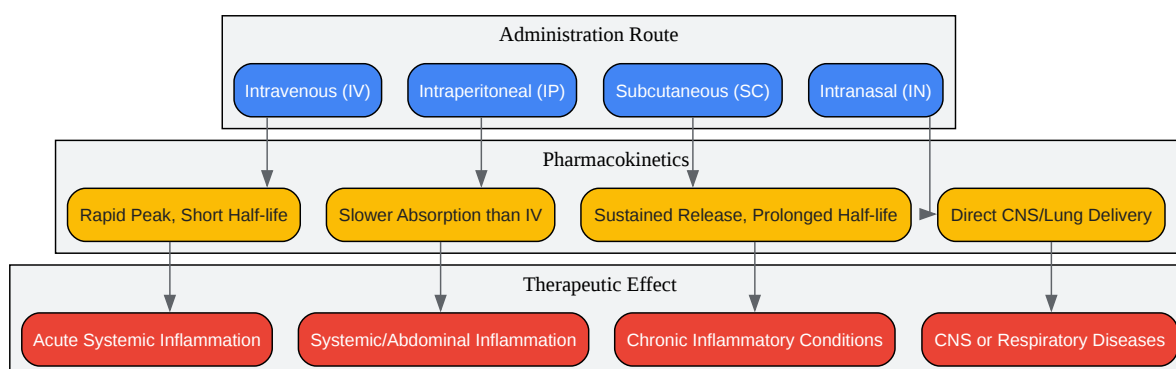 Administration Route
Intravenous (IV)
Intraperitoneal (IP)
Subcutaneous (SC)
Intranasal (IN)
Pharmacokinetics
Rapid Peak, Short Half-life
Slower Absorption than IV
Sustained Release, Prolonged Half-life
Direct CNS/Lung Delivery
Therapeutic Effect
Acute Systemic Inflammation
Systemic/Abdominal Inflammation
Chronic Inflammatory Conditions
CNS or Respiratory Diseases